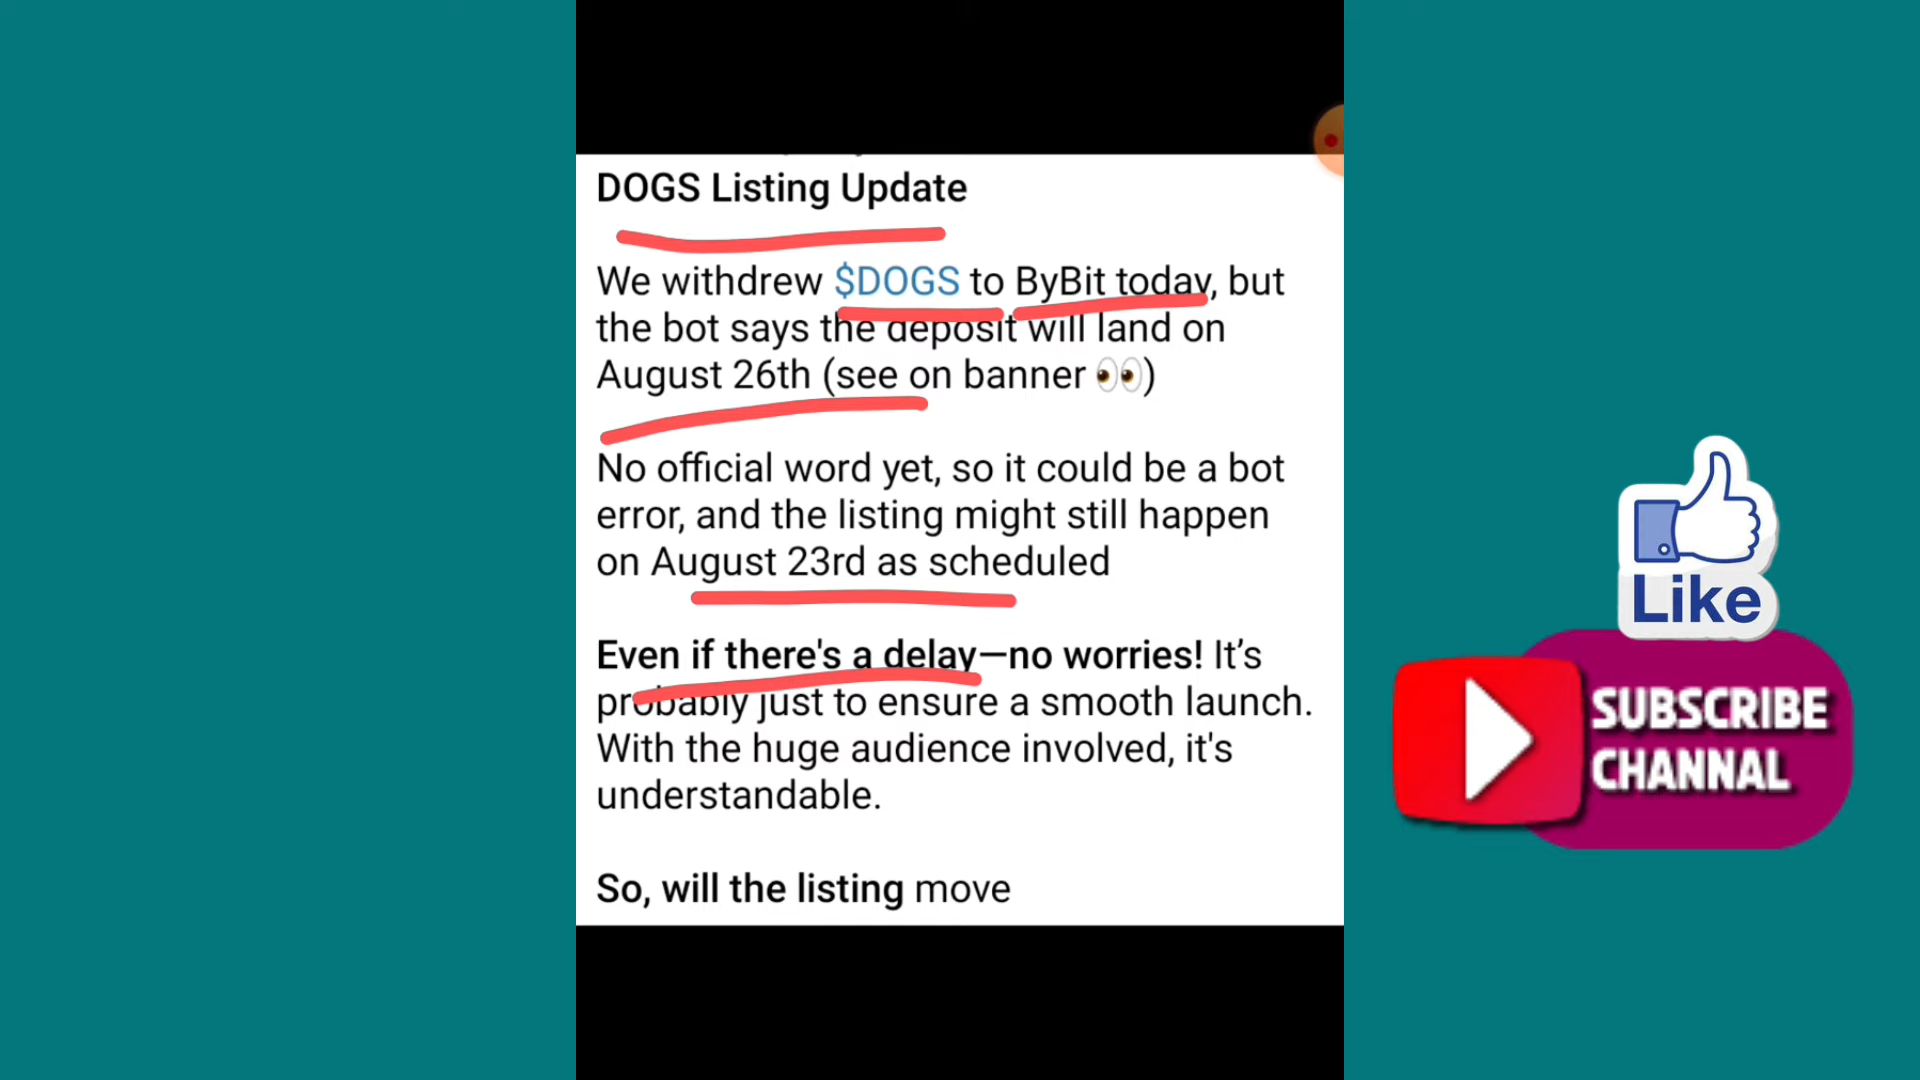 DOGS Listing Update
We withdrew $DOGS to ByBit today, but
the bot says the deposit will land on
August 26th (see on banner 👀)
No official word yet, so it could be a bot
error, and the listing might still happen
on August 23rd as scheduled
Even if there's a delay—no worries! It’s
probably just to ensure a smooth launch.
With the huge audience involved, it's
understandable.
So, will the listing move
Like
SUBSCRIBE
CHANNAL